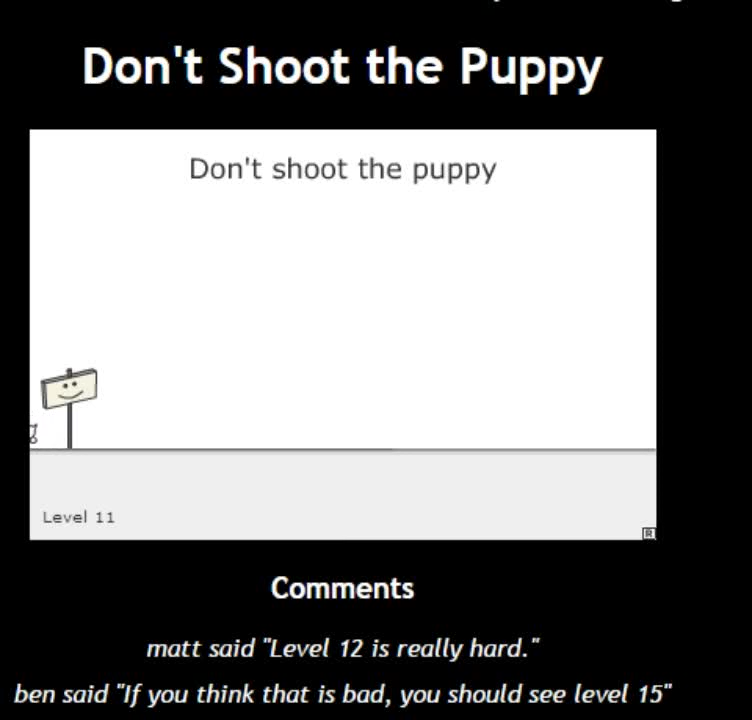 Don't Shoot the Puppy
Don't shoot the puppy
Level 11
R
Comments
matt said "Level 12 is really hard."
ben said "If you think that is bad, you should see level 15"